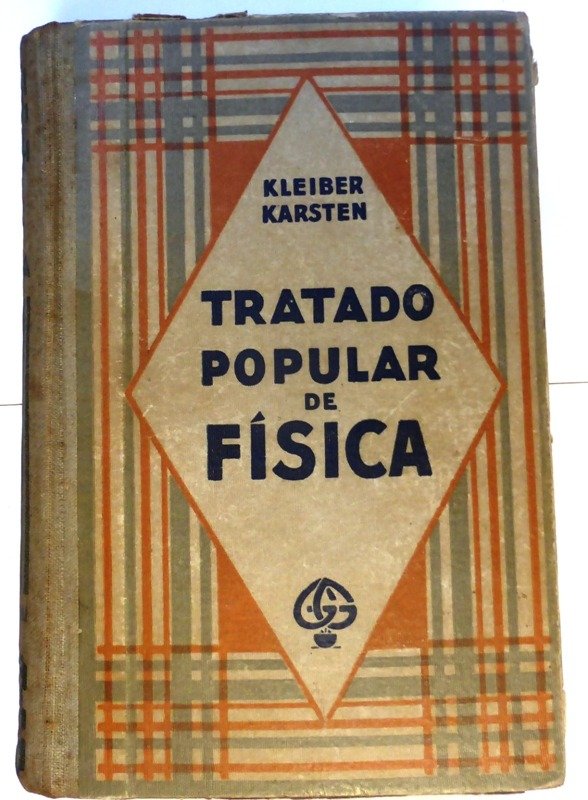 KLEIBER
KARSTEN
TRATADO
POPULAR
DE
FÍSICA